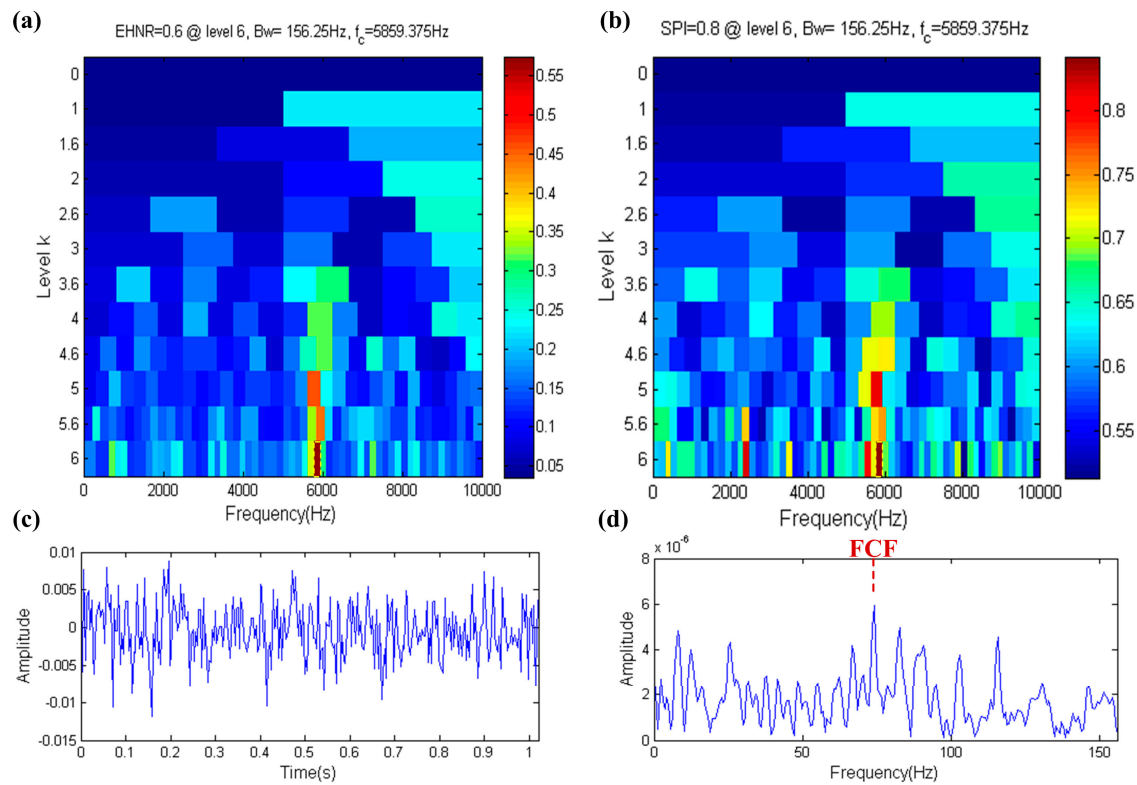 (a)
EHNR=0.6 @ level 6, Bw= 156.25Hz, f_c=5859.375Hz
Level k
0
1
1.6
2
2.6
3
3.6
4
4.6
5
5.6
6
0 2000 4000 6000 8000 10000
Frequency(Hz)
0.55
0.5
0.45
0.4
0.35
0.3
0.25
0.2
0.15
0.1
0.05
(b)
SPI=0.8 @ level 6, Bw= 156.25Hz, f_c=5859.375Hz
Level k
0
1
1.6
2
2.6
3
3.6
4
4.6
5
5.6
6
0 2000 4000 6000 8000 10000
Frequency(Hz)
0.8
0.75
0.7
0.65
0.6
0.55
(c)
Amplitude
0.01
0.005
0
-0.005
-0.01
-0.015
0 0.1 0.2 0.3 0.4 0.5 0.6 0.7 0.8 0.9 1
Time(s)
(d)
x 10^-6
FCF
Amplitude
8
6
4
2
0
0 50 100 150
Frequency(Hz)